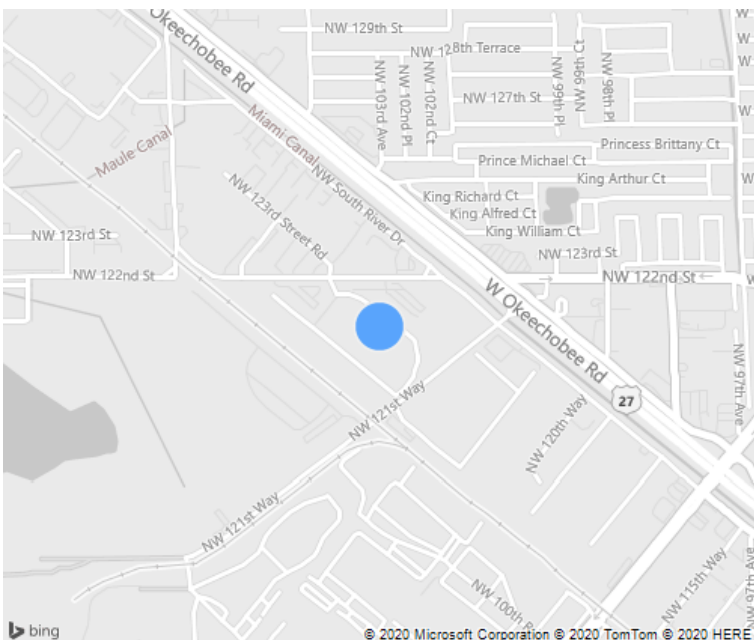 NW 129th St
Okeechobee Rd
NW 128th Terrace
NW 99th Ct
NW 98th Pl
NW 103rd Ave
NW 102nd Pl
NW 102nd Ct
NW 99th Pl
NW 127th St
W
W
W
Miami Canal
Maule Canal
Princess Brittany Ct
Prince Michael Ct
King Arthur Ct
W
NW South River Dr
NW 123rd Street Rd
King Richard Ct
King Alfred Ct
King William Ct
NW 123rd St
NW 123rd St
NW 122nd St
NW 122nd St
W Okeechobee Rd
NW 97th Ave
27
NW 121st Way
NW 120th Way
NW 121st Way
NW 100th R
NW 115th Way
97th Ave
bing
© 2020 Microsoft Corporation © 2020 TomTom © 2020 HERE